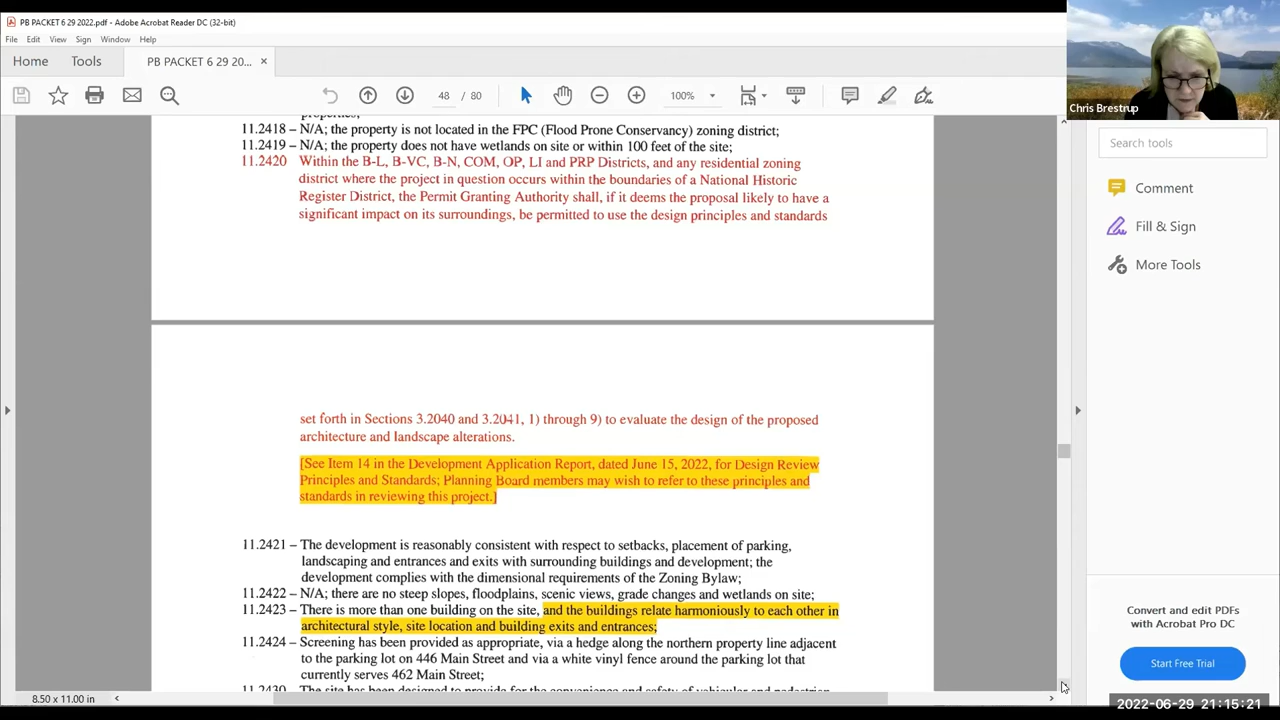 PB PACKET 6 29 2022.pdf - Adobe Acrobat Reader DC (32-bit)
File Edit View Sign Window Help
Home Tools PB PACKET 6 29 20... ×
48 / 80 100%
Chris Brestrup
properties;
11.2418 – N/A; the property is not located in the FPC (Flood Prone Conservancy) zoning district;
11.2419 – N/A; the property does not have wetlands on site or within 100 feet of the site;
11.2420 Within the B-L, B-VC, B-N, COM, OP, LI and PRP Districts, and any residential zoning
district where the project in question occurs within the boundaries of a National Historic
Register District, the Permit Granting Authority shall, if it deems the proposal likely to have a
significant impact on its surroundings, be permitted to use the design principles and standards
set forth in Sections 3.2040 and 3.2041, 1) through 9) to evaluate the design of the proposed
architecture and landscape alterations.
[See Item 14 in the Development Application Report, dated June 15, 2022, for Design Review
Principles and Standards; Planning Board members may wish to refer to these principles and
standards in reviewing this project.]
11.2421 – The development is reasonably consistent with respect to setbacks, placement of parking,
landscaping and entrances and exits with surrounding buildings and development; the
development complies with the dimensional requirements of the Zoning Bylaw;
11.2422 – N/A; there are no steep slopes, floodplains, scenic views, grade changes and wetlands on site;
11.2423 – There is more than one building on the site, and the buildings relate harmoniously to each other in
architectural style, site location and building exits and entrances;
11.2424 – Screening has been provided as appropriate, via a hedge along the northern property line adjacent
to the parking lot on 446 Main Street and via a white vinyl fence around the parking lot that
currently serves 462 Main Street;
11.2430 – The site has been designed to provide for the convenience and safety of vehicular and pedestrian
8.50 x 11.00 in
Search tools
Comment
Fill & Sign
More Tools
Convert and edit PDFs
with Acrobat Pro DC
Start Free Trial
2022-06-29 21:15:21